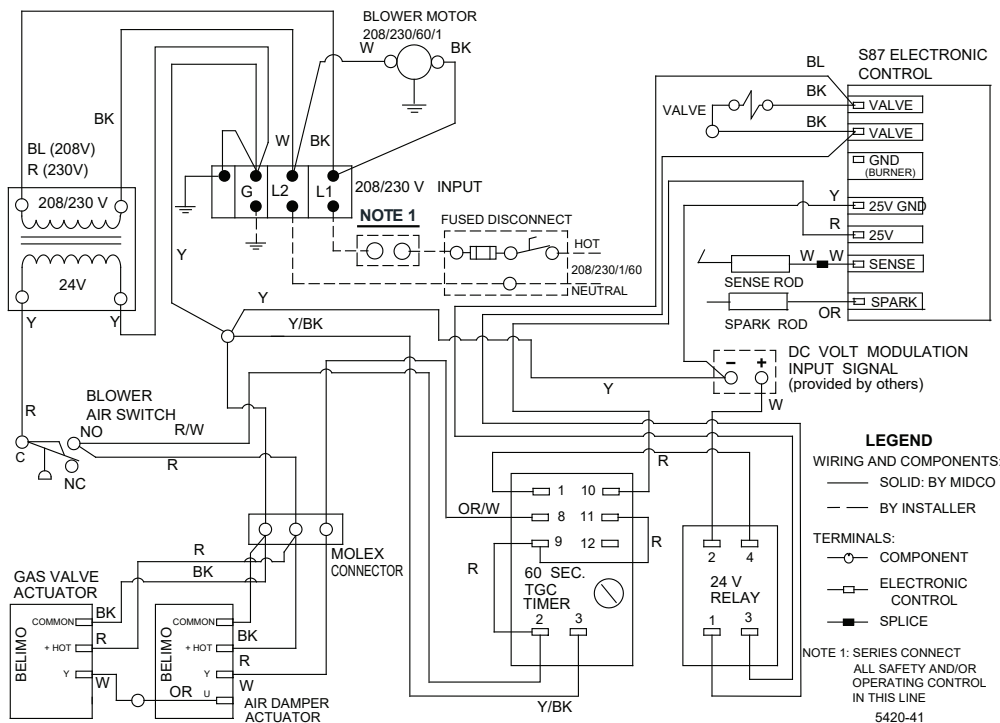 BLOWER MOTOR
208/230/60/1
W
BK
S87 ELECTRONIC
CONTROL
BL
BK
VALVE
VALVE
BK
VALVE
GND
(BURNER)
Y
25V GND
R
25V
W W
SENSE
SENSE ROD
SPARK
OR
SPARK ROD
BK
BL (208V)
R (230V)
W
BK
208/230 V
24V
Y
Y
G
L2
L1
208/230 V INPUT
NOTE 1
FUSED DISCONNECT
HOT
208/230/1/60
NEUTRAL
Y
Y
Y/BK
Y
- +
DC VOLT MODULATION
INPUT SIGNAL
(provided by others)
W
R
BLOWER
AIR SWITCH
NO
C
NC
R/W
R
MOLEX
CONNECTOR
R
BK
OR/W
R
1 10
8 11
9 12
R
R
60 SEC.
TGC
TIMER
2 3
Y/BK
2 4
24 V
RELAY
1 3
GAS VALVE
ACTUATOR
BELIMO
COMMON
+ HOT
Y
BK
R
W
BELIMO
COMMON
+ HOT
Y
U
BK
R
W
OR
AIR DAMPER
ACTUATOR
LEGEND
WIRING AND COMPONENTS:
SOLID: BY MIDCO
BY INSTALLER
TERMINALS:
COMPONENT
ELECTRONIC
CONTROL
SPLICE
NOTE 1: SERIES CONNECT
ALL SAFETY AND/OR
OPERATING CONTROL
IN THIS LINE
5420-41